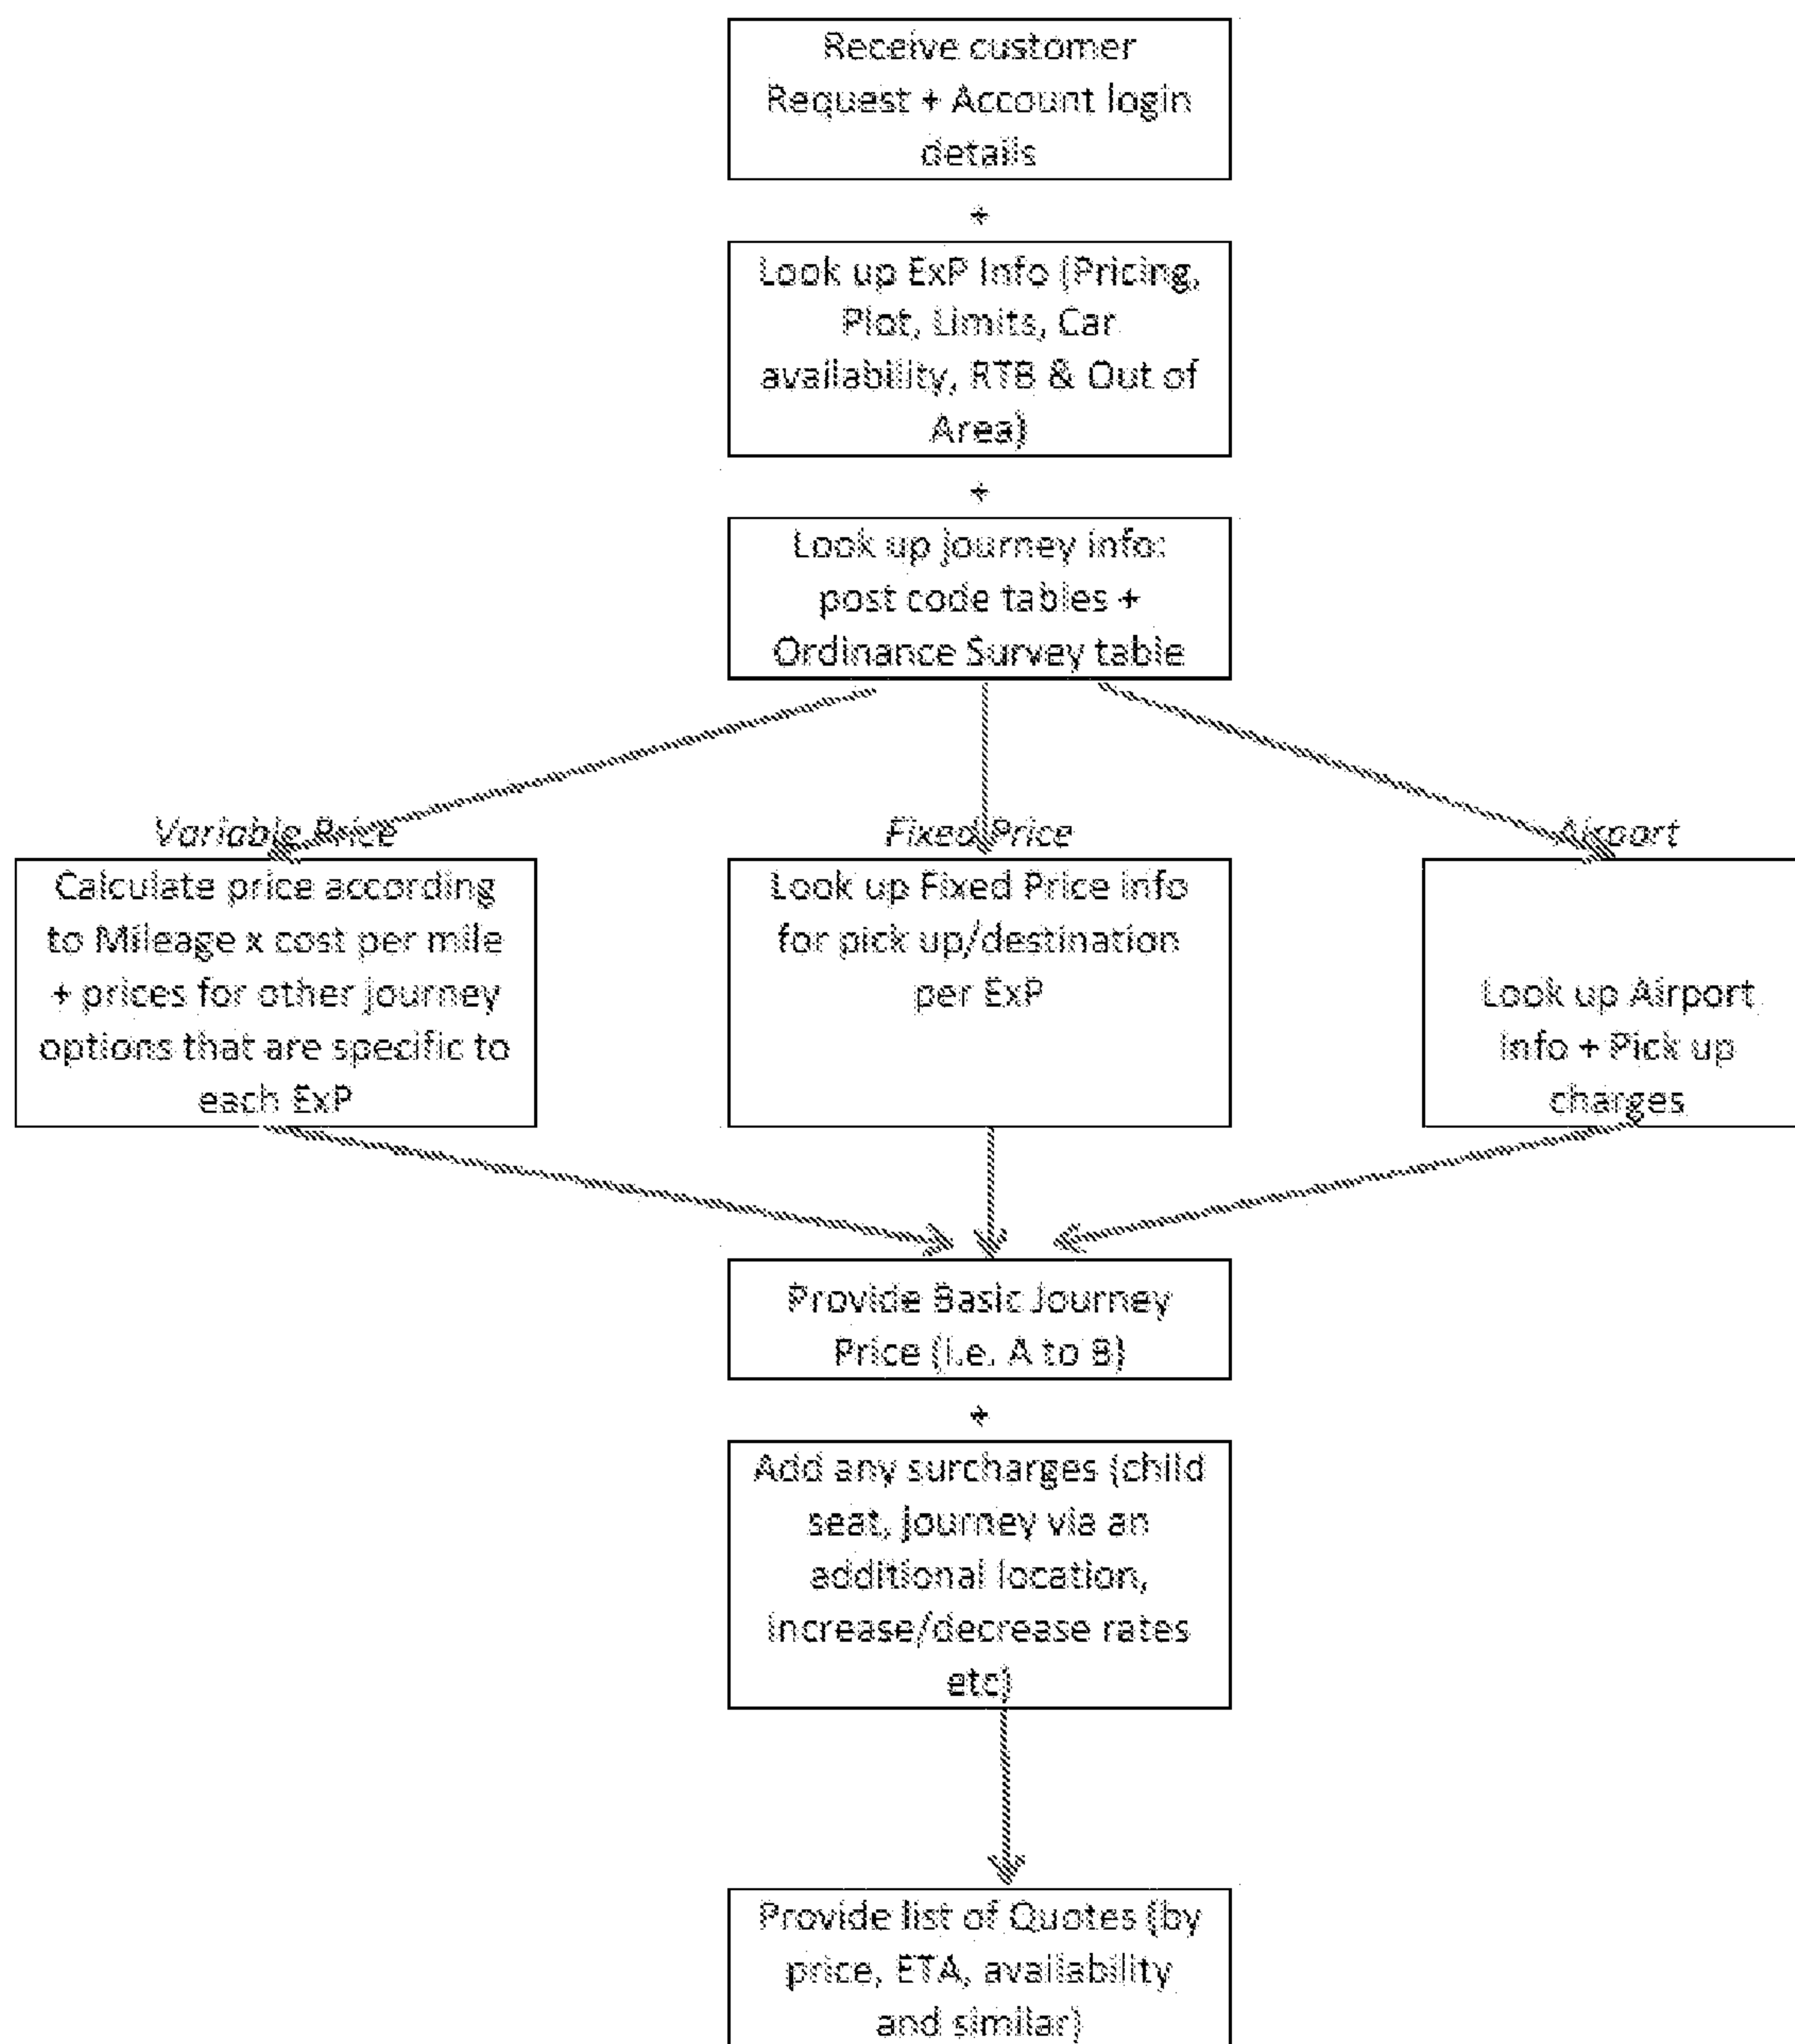 Receive customer
Request + Account login
details
+
Look up ExP Info (Pricing,
Plot, Limits, Car
availability, RTB & Out of
Area)
+
Look up journey info:
post code tables +
Ordinance Survey table
Variable Price
Fixed Price
Airport
Calculate price according
to Mileage x cost per mile
+ prices for other journey
options that are specific to
each ExP
Look up Fixed Price info
for pick up/destination
per ExP
Look up Airport
info + Pick up
charges
Provide Basic Journey
Price (i.e. A to B)
+
Add any surcharges (child
seat, journey via an
additional location,
increase/decrease rates
etc)
Provide list of Quotes (by
price, ETA, availability
and similar)